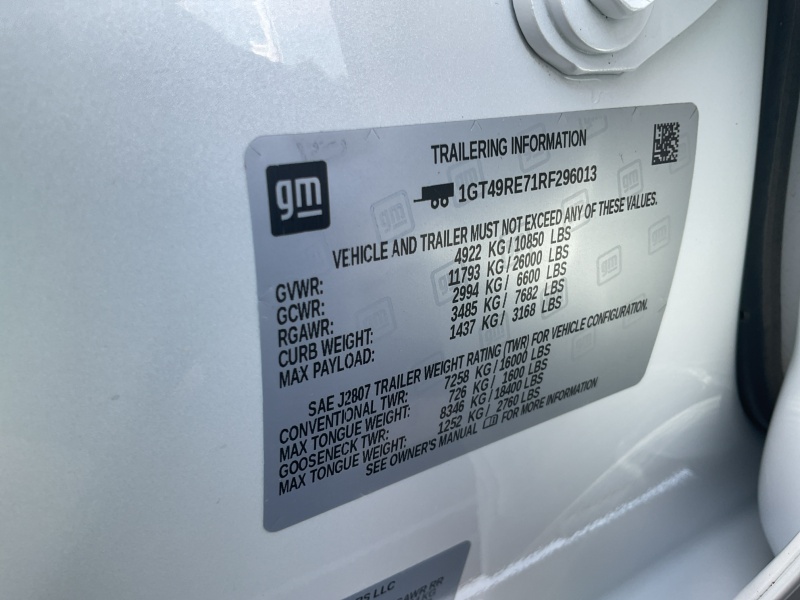 TRAILERING INFORMATION
gm
1GT49RE71RF296013
VEHICLE AND TRAILER MUST NOT EXCEED ANY OF THESE VALUES.
GVWR: 4922 KG/10850 LBS
GCWR: 11793 KG/26000 LBS
RGAWR: 2994 KG/ 6600 LBS
CURB WEIGHT: 3485 KG/ 7682 LBS
MAX PAYLOAD: 1437 KG/ 3168 LBS
SAE J2807 TRAILER WEIGHT RATING (TWR) FOR VEHICLE CONFIGURATION.
CONVENTIONAL TWR: 7258 KG/16000 LBS
MAX TONGUE WEIGHT: 726 KG/ 1600 LBS
GOOSENECK TWR: 8346 KG/18400 LBS
MAX TONGUE WEIGHT: 1252 KG/ 2760 LBS
SEE OWNER'S MANUAL FOR MORE INFORMATION
LLC
RR
KG